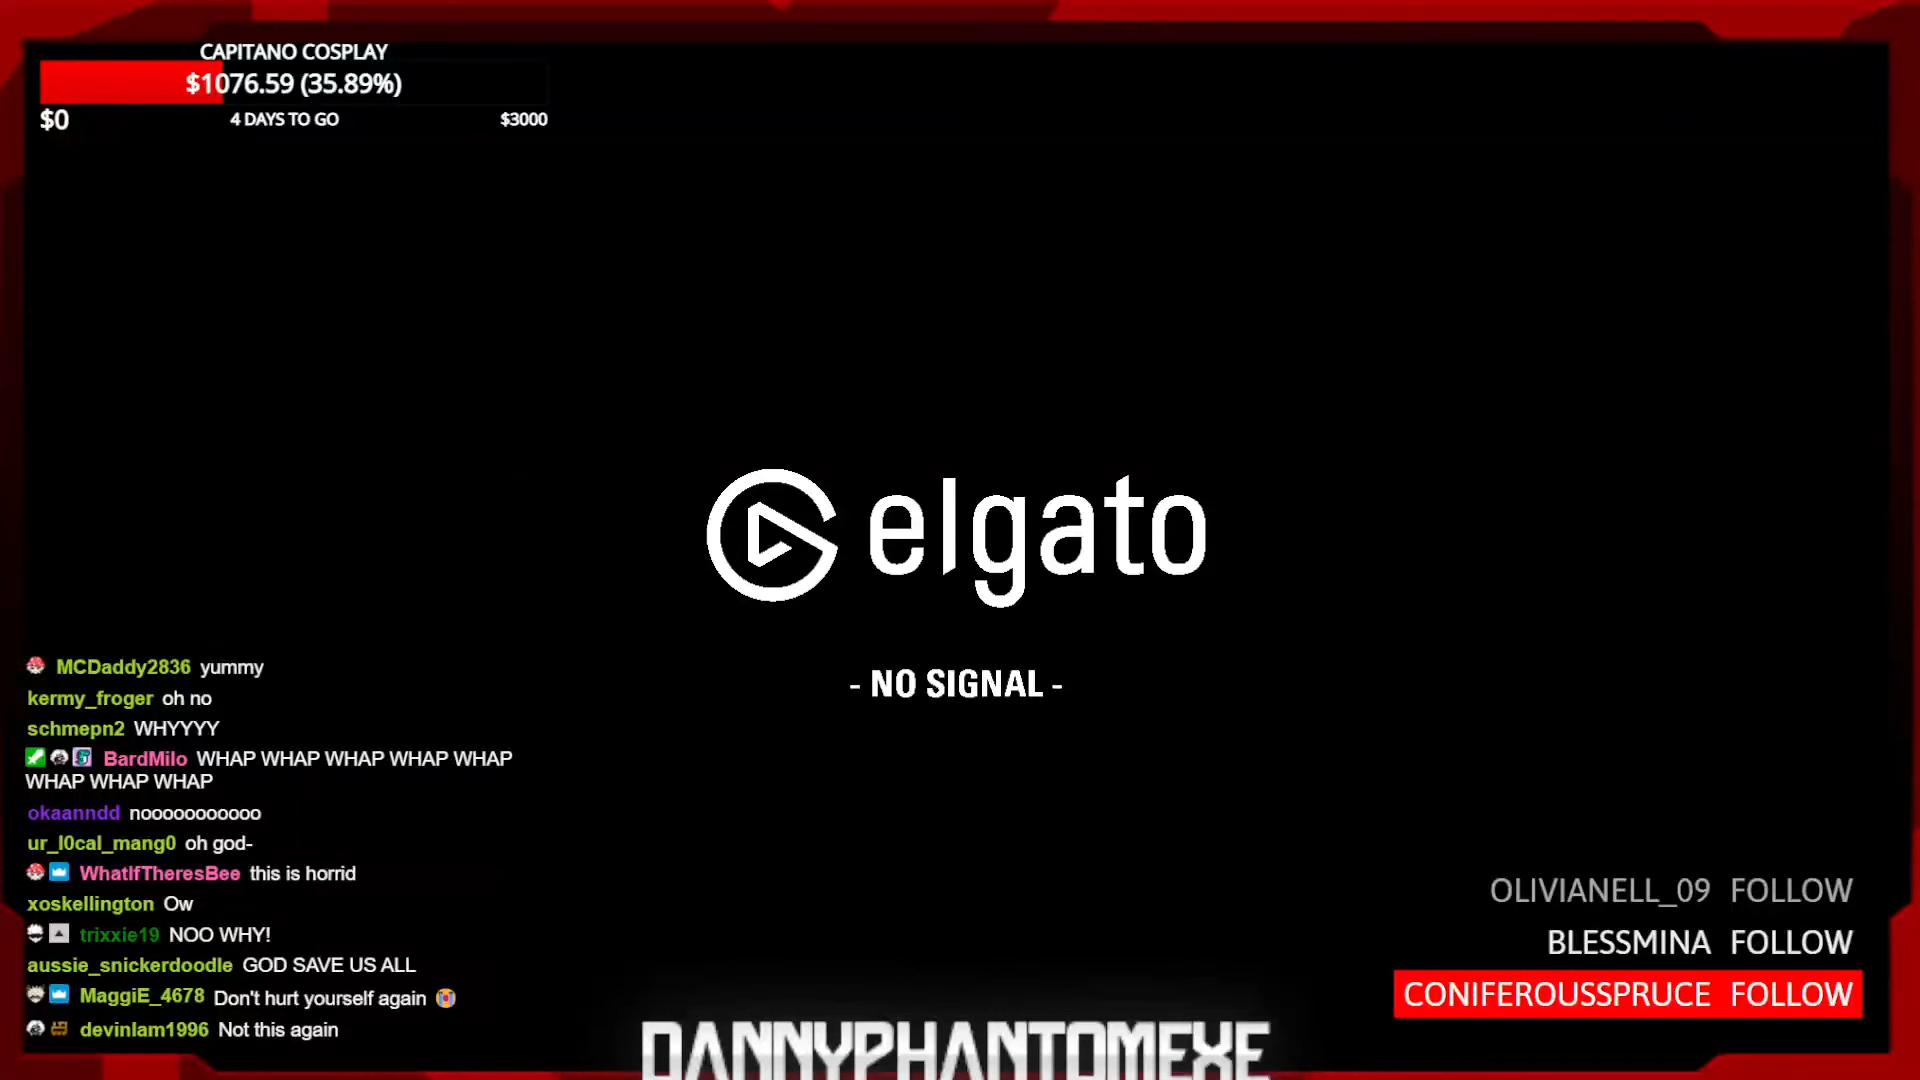 CAPITANO COSPLAY
$1076.59 (35.89%)
$0 4 DAYS TO GO $3000
elgato
- NO SIGNAL -
MCDaddy2836 yummy
kermy_froger oh no
schmepn2 WHYYYY
BardMilo WHAP WHAP WHAP WHAP WHAP
WHAP WHAP WHAP
okaanndd nooooooooooo
ur_l0cal_mang0 oh god-
WhatIfTheresBee this is horrid
xoskellington Ow
trixxie19 NOO WHY!
aussie_snickerdoodle GOD SAVE US ALL
MaggiE_4678 Don't hurt yourself again
devinlam1996 Not this again
OLIVIANELL_09 FOLLOW
BLESSMINA FOLLOW
CONIFEROUSSPRUCE FOLLOW
DANNYPHANTOMEXE